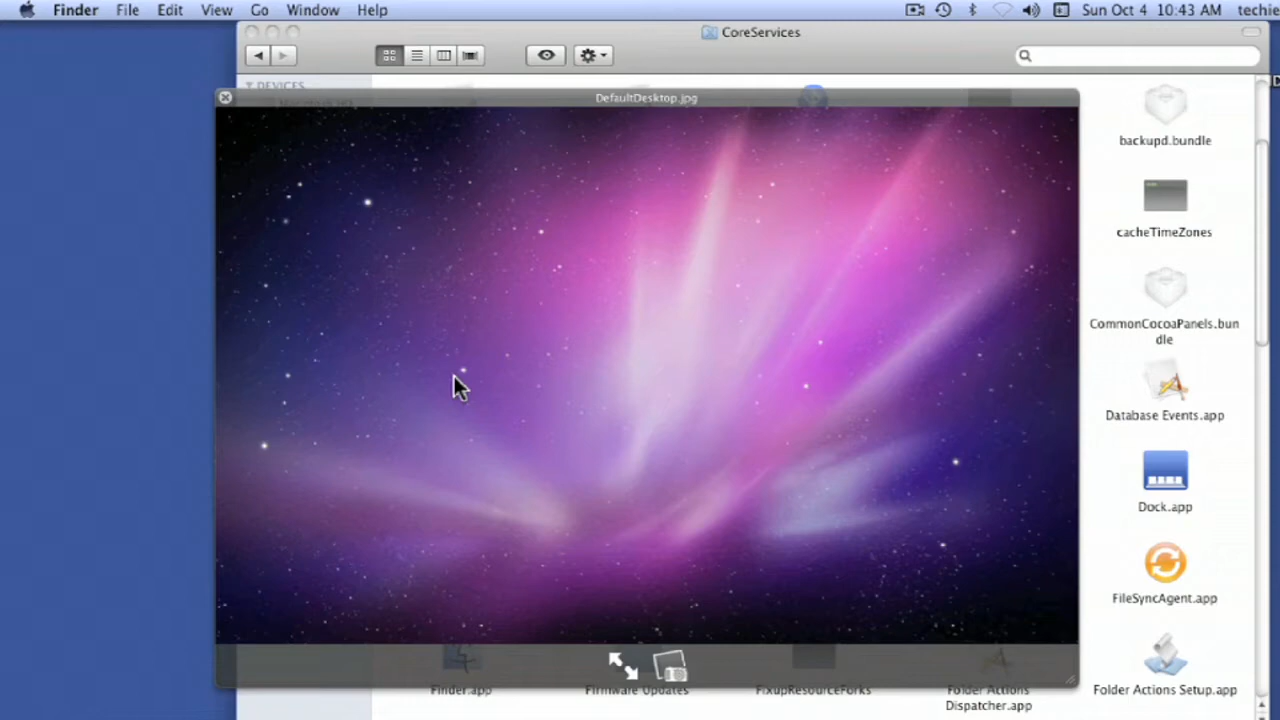 Finder File Edit View Go Window Help Sun Oct 4 10:43 AM techie
CoreServices
DEVICES
DefaultDesktop.jpg
backupd.bundle
cacheTimeZones
CommonCocoaPanels.bun
dle
Database Events.app
Dock.app
FileSyncAgent.app
Finder.app Firmware Updates FixupResourceForks Folder Actions Folder Actions Setup.app
Dispatcher.app